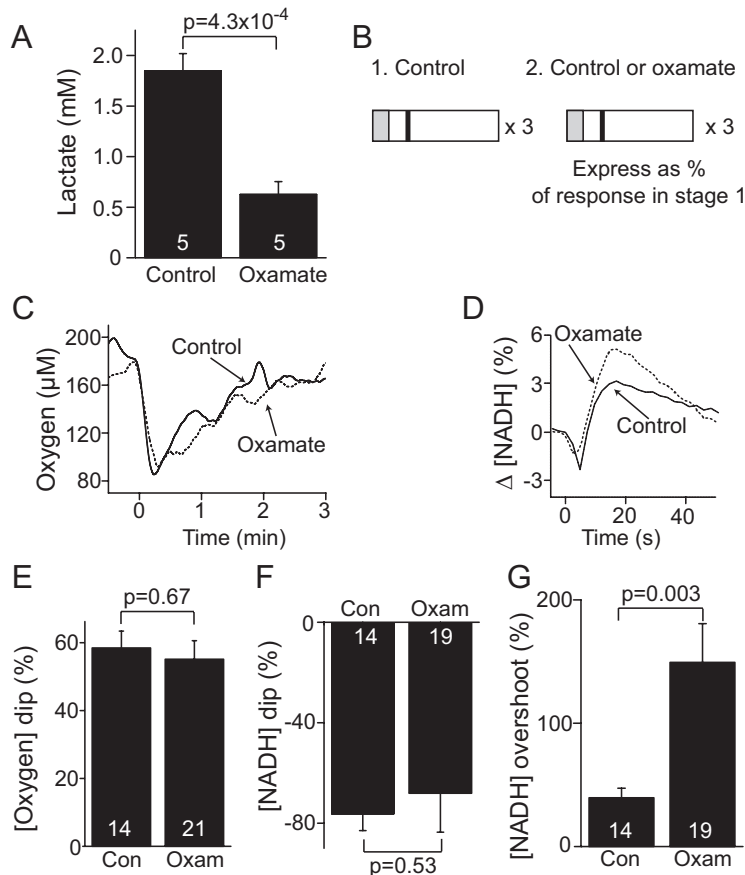 A
p=4.3x10⁻⁴
Lactate (mM)
2.0
1.5
1.0
0.5
0
5
5
Control
Oxamate
B
1. Control
2. Control or oxamate
x 3
x 3
Express as %
of response in stage 1
C
Oxygen (µM)
200
160
120
80
Control
Oxamate
0
1
2
3
Time (min)
D
Δ [NADH] (%)
6
3
0
-3
Oxamate
Control
0
20
40
Time (s)
E
p=0.67
[Oxygen] dip (%)
60
40
20
0
14
21
Con
Oxam
F
Con
Oxam
[NADH] dip (%)
0
-40
-80
14
19
p=0.53
G
p=0.003
[NADH] overshoot (%)
200
100
0
14
19
Con
Oxam